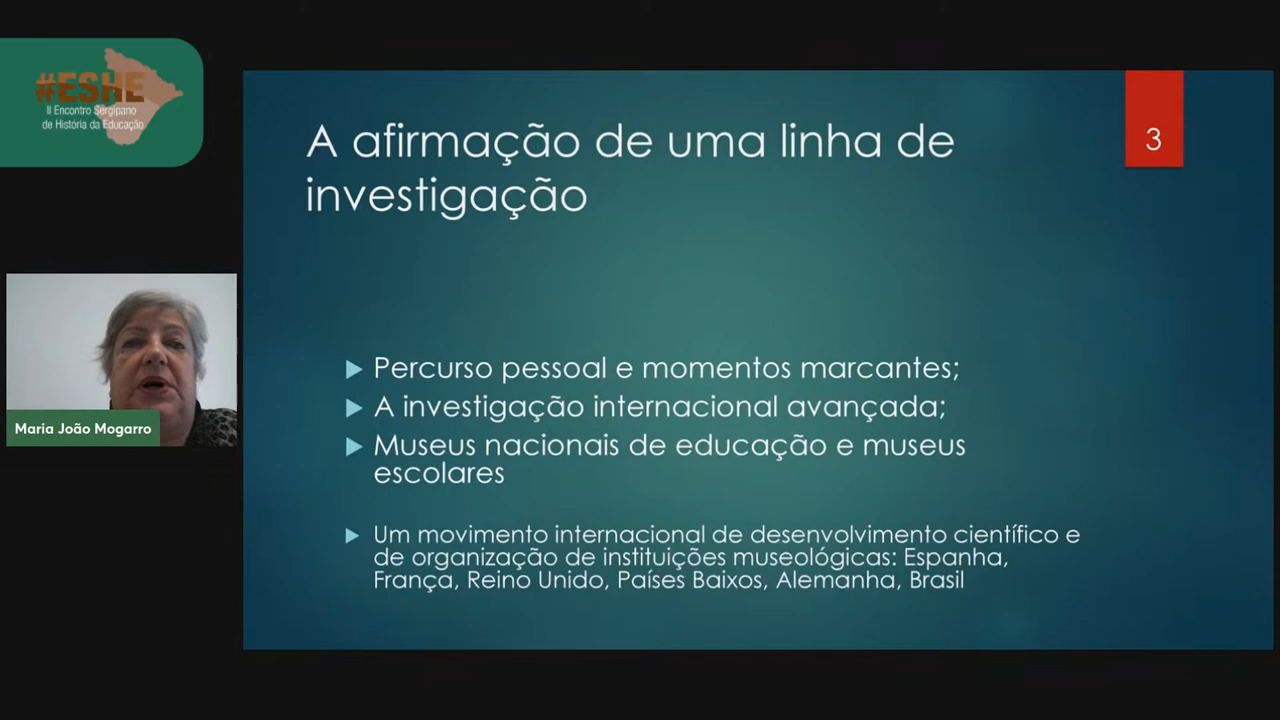 #ESHE
II Encontro Sergipano
de História da Educação
A afirmação de uma linha de
investigação
3
Percurso pessoal e momentos marcantes;
A investigação internacional avançada;
Museus nacionais de educação e museus
escolares
Um movimento internacional de desenvolvimento científico e
de organização de instituições museológicas: Espanha,
França, Reino Unido, Países Baixos, Alemanha, Brasil
Maria João Mogarro